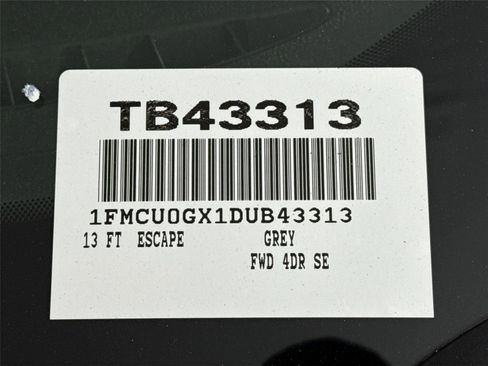 TB43313
1FMCU0GX1DUB43313
13 FT ESCAPE GREY
FWD 4DR SE